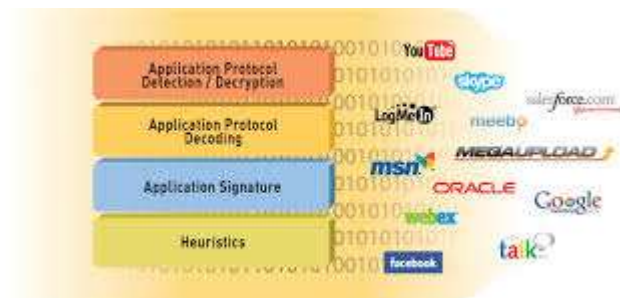 Application Protocol
Detection / Decryption
Application Protocol
Decoding
Application Signature
Heuristics
YouTube
skype
salesforce.com
LogMeIn
meebo
MEGAUPLOAD
msn
ORACLE
Google
webex
talk
facebook